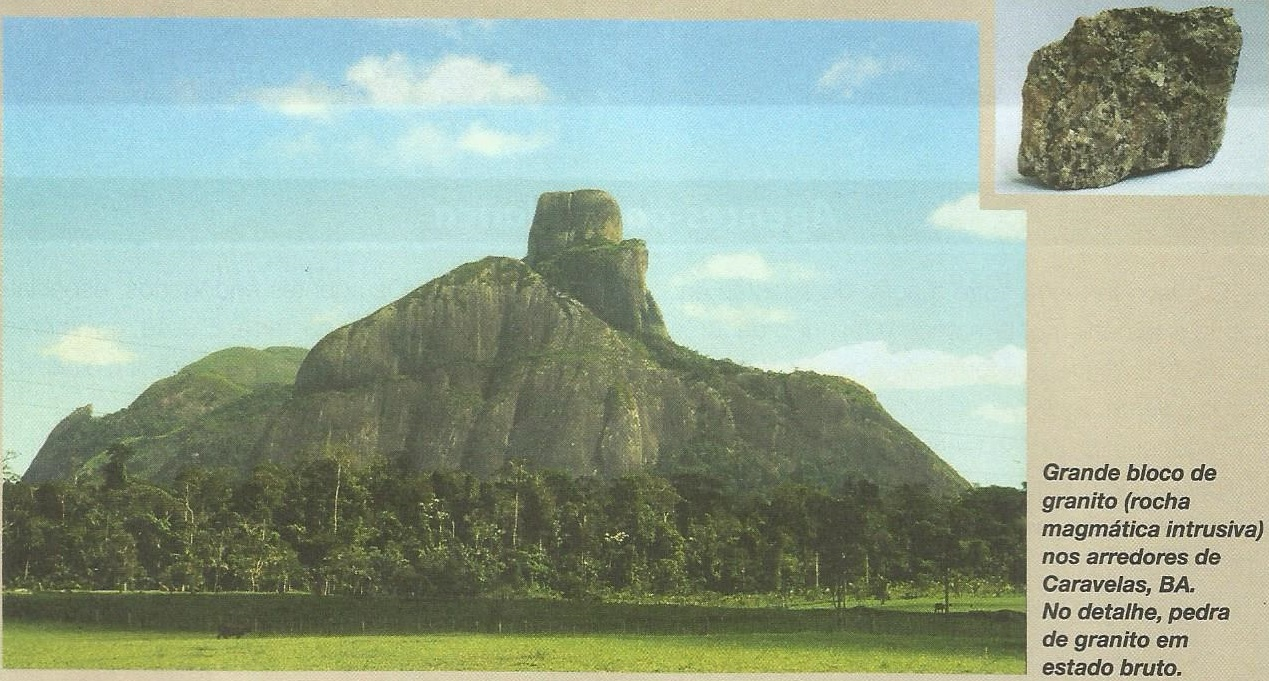 Grande bloco de
granito (rocha
magmática intrusiva)
nos arredores de
Caravelas, BA.
No detalhe, pedra
de granito em
estado bruto.